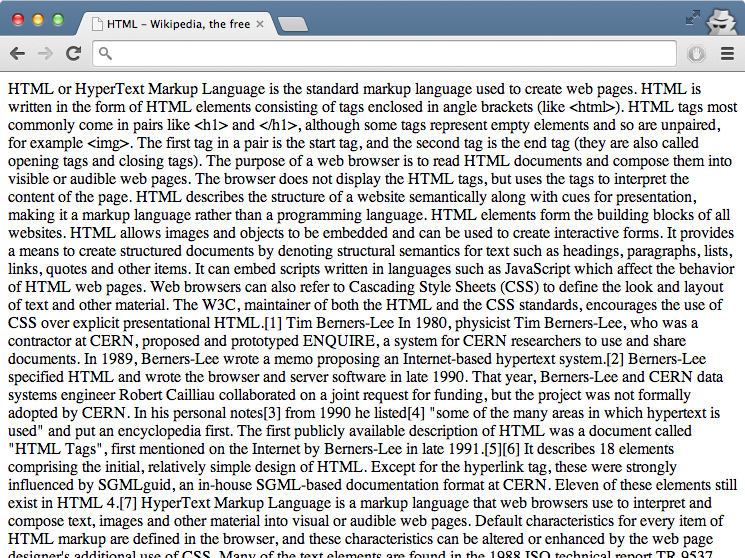 HTML – Wikipedia, the free
HTML or HyperText Markup Language is the standard markup language used to create web pages. HTML is
written in the form of HTML elements consisting of tags enclosed in angle brackets (like <html>). HTML tags most
commonly come in pairs like <h1> and </h1>, although some tags represent empty elements and so are unpaired,
for example <img>. The first tag in a pair is the start tag, and the second tag is the end tag (they are also called
opening tags and closing tags). The purpose of a web browser is to read HTML documents and compose them into
visible or audible web pages. The browser does not display the HTML tags, but uses the tags to interpret the
content of the page. HTML describes the structure of a website semantically along with cues for presentation,
making it a markup language rather than a programming language. HTML elements form the building blocks of all
websites. HTML allows images and objects to be embedded and can be used to create interactive forms. It provides
a means to create structured documents by denoting structural semantics for text such as headings, paragraphs, lists,
links, quotes and other items. It can embed scripts written in languages such as JavaScript which affect the behavior
of HTML web pages. Web browsers can also refer to Cascading Style Sheets (CSS) to define the look and layout
of text and other material. The W3C, maintainer of both the HTML and the CSS standards, encourages the use of
CSS over explicit presentational HTML.[1] Tim Berners-Lee In 1980, physicist Tim Berners-Lee, who was a
contractor at CERN, proposed and prototyped ENQUIRE, a system for CERN researchers to use and share
documents. In 1989, Berners-Lee wrote a memo proposing an Internet-based hypertext system.[2] Berners-Lee
specified HTML and wrote the browser and server software in late 1990. That year, Berners-Lee and CERN data
systems engineer Robert Cailliau collaborated on a joint request for funding, but the project was not formally
adopted by CERN. In his personal notes[3] from 1990 he listed[4] "some of the many areas in which hypertext is
used" and put an encyclopedia first. The first publicly available description of HTML was a document called
"HTML Tags", first mentioned on the Internet by Berners-Lee in late 1991.[5][6] It describes 18 elements
comprising the initial, relatively simple design of HTML. Except for the hyperlink tag, these were strongly
influenced by SGMLguid, an in-house SGML-based documentation format at CERN. Eleven of these elements still
exist in HTML 4.[7] HyperText Markup Language is a markup language that web browsers use to interpret and
compose text, images and other material into visual or audible web pages. Default characteristics for every item of
HTML markup are defined in the browser, and these characteristics can be altered or enhanced by the web page
designer's additional use of CSS. Many of the text elements are found in the 1988 ISO technical report TR 9537